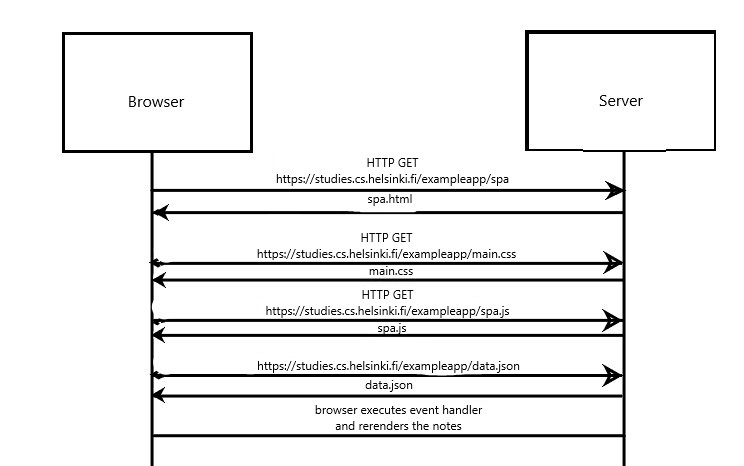 Browser
Server
HTTP GET
https://studies.cs.helsinki.fi/exampleapp/spa
spa.html
HTTP GET
https://studies.cs.helsinki.fi/exampleapp/main.css
main.css
HTTP GET
https://studies.cs.helsinki.fi/exampleapp/spa.js
spa.js
https://studies.cs.helsinki.fi/exampleapp/data.json
data.json
browser executes event handler
and rerenders the notes